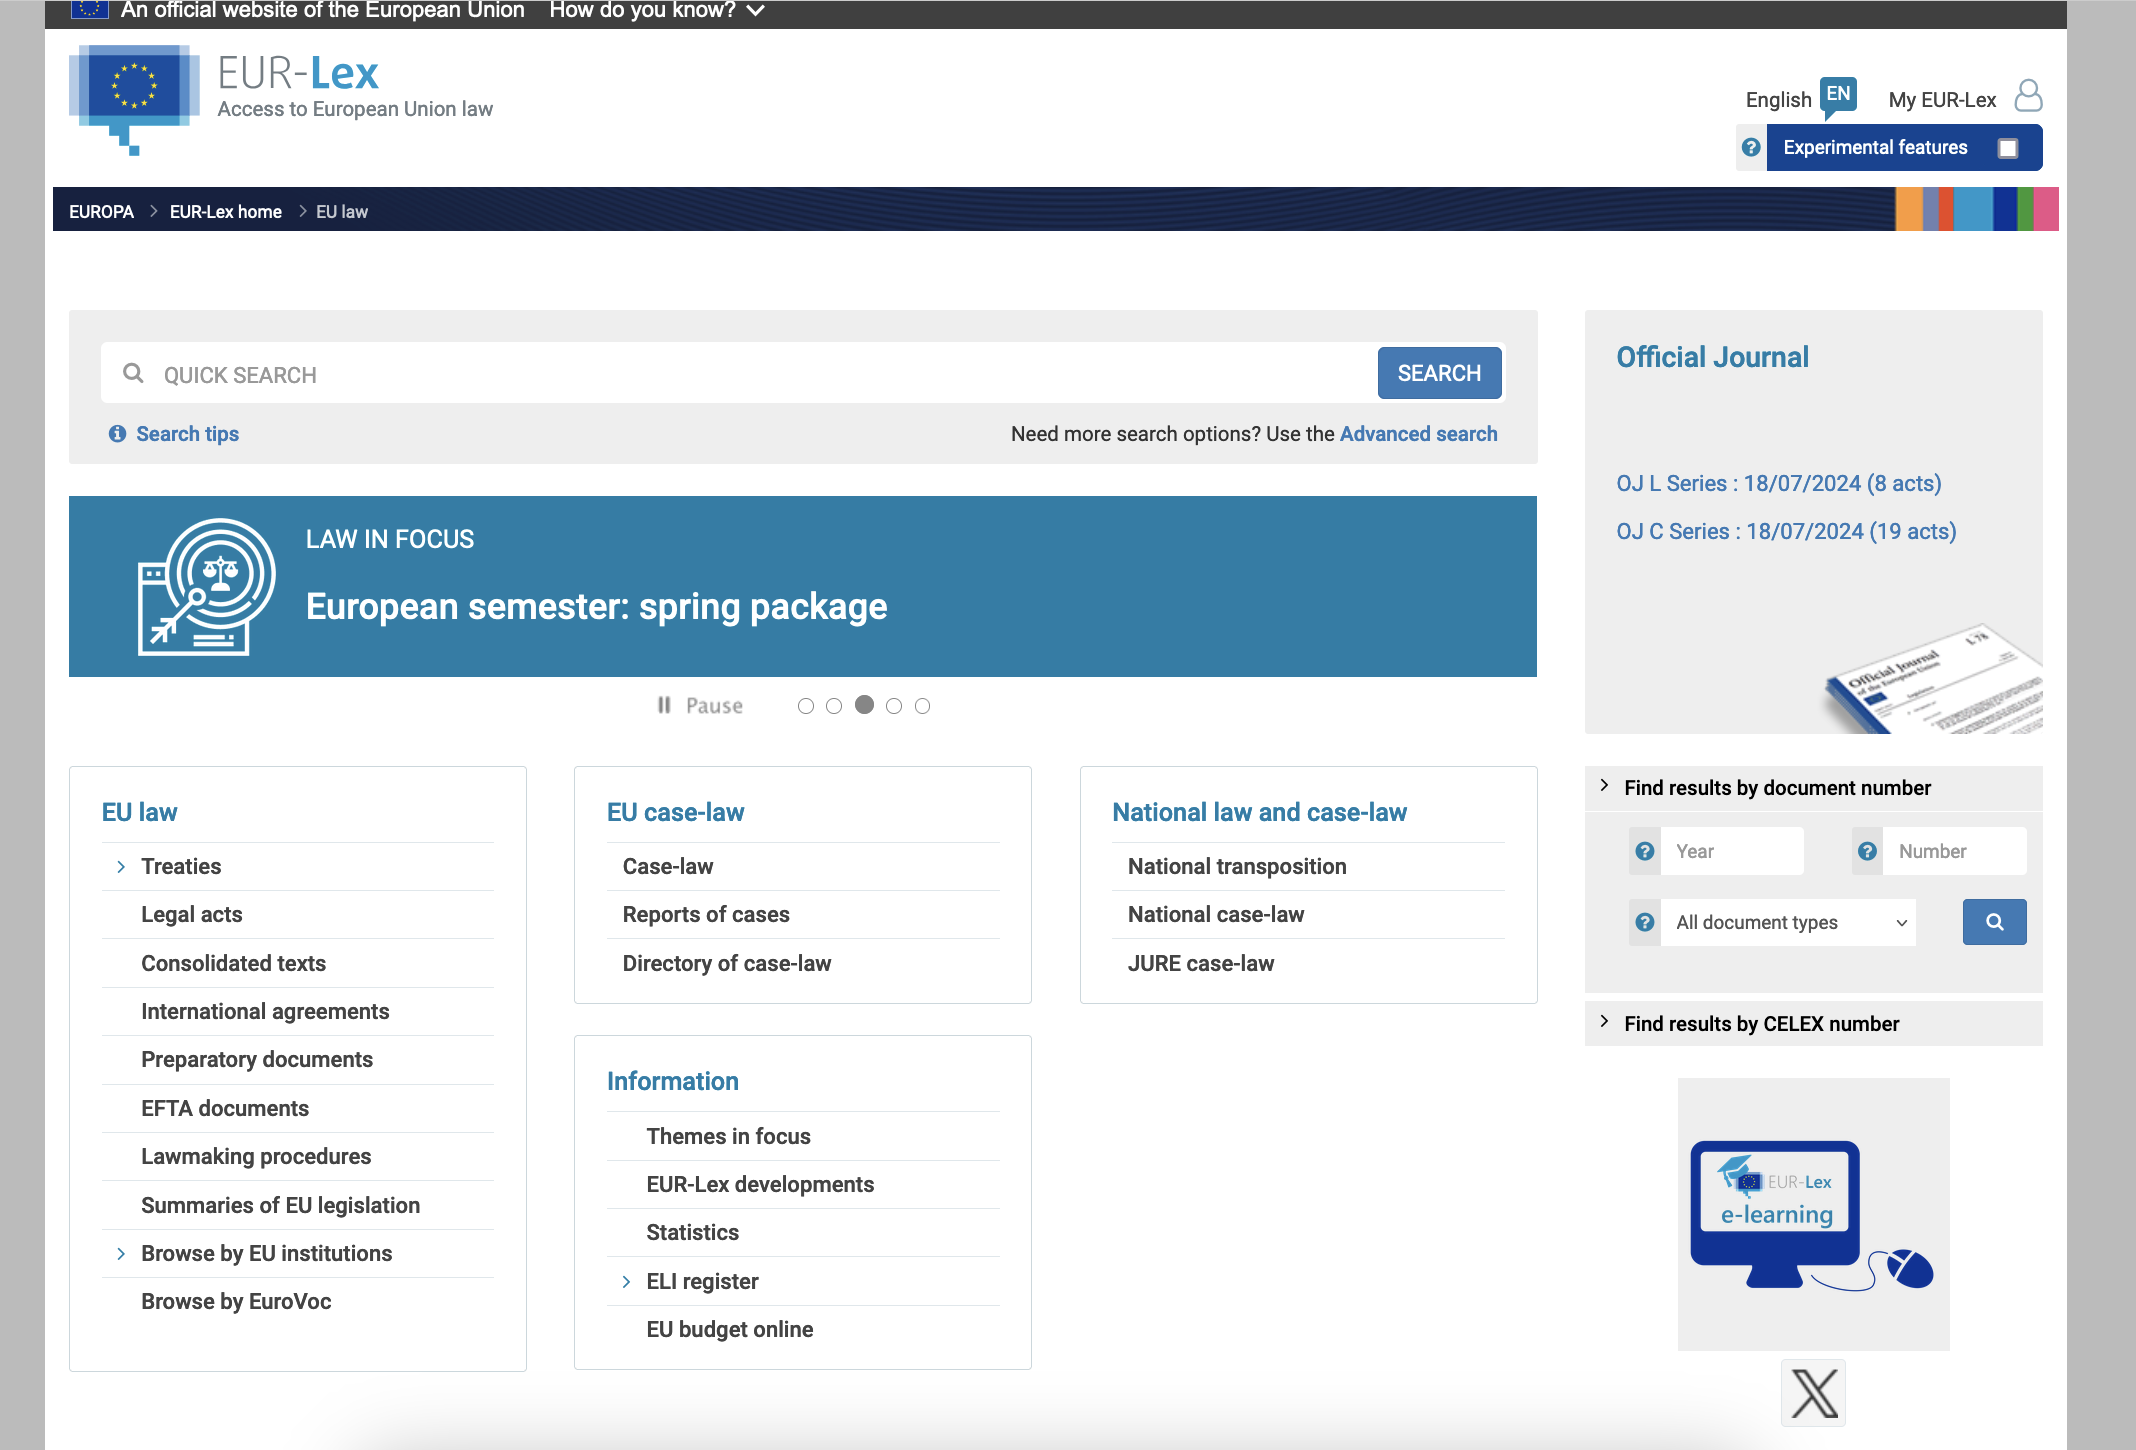 An official website of the European Union How do you know?
EUR-Lex
Access to European Union law
English EN My EUR-Lex
Experimental features
EUROPA > EUR-Lex home > EU law
QUICK SEARCH
SEARCH
Search tips
Need more search options? Use the Advanced search
LAW IN FOCUS
European semester: spring package
Pause
Official Journal
OJ L Series : 18/07/2024 (8 acts)
OJ C Series : 18/07/2024 (19 acts)
Official Journal
of the European Union
L 78
EU law
Treaties
Legal acts
Consolidated texts
International agreements
Preparatory documents
EFTA documents
Lawmaking procedures
Summaries of EU legislation
Browse by EU institutions
Browse by EuroVoc
EU case-law
Case-law
Reports of cases
Directory of case-law
Information
Themes in focus
EUR-Lex developments
Statistics
ELI register
EU budget online
National law and case-law
National transposition
National case-law
JURE case-law
Find results by document number
Year
Number
All document types
Find results by CELEX number
EUR-Lex
e-learning
X